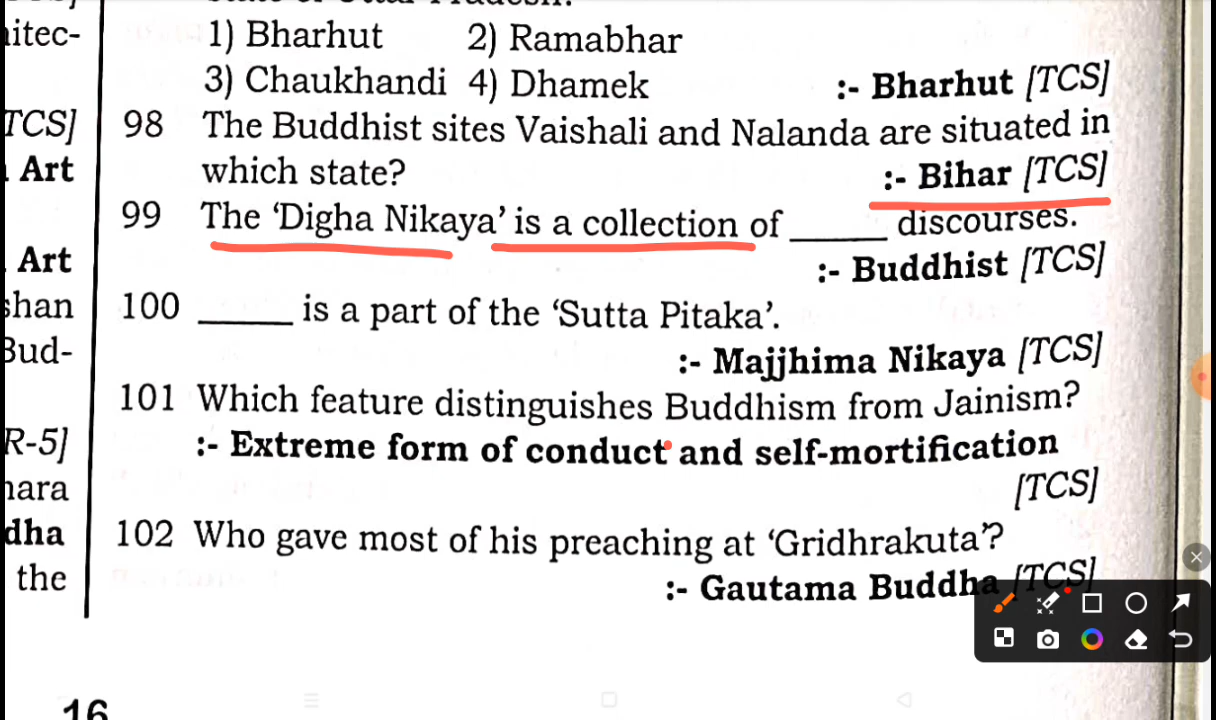 nitec-
TCS]
Art
Art
shan
Bud-
R-5]
nara
dha
the
1) Bharhut 2) Ramabhar
3) Chaukhandi 4) Dhamek :- Bharhut [TCS]
98 The Buddhist sites Vaishali and Nalanda are situated in
which state? :- Bihar [TCS]
99 The ‘Digha Nikaya’ is a collection of _____ discourses.
:- Buddhist [TCS]
100 _____ is a part of the ‘Sutta Pitaka’.
:- Majjhima Nikaya [TCS]
101 Which feature distinguishes Buddhism from Jainism?
:- Extreme form of conduct and self-mortification
[TCS]
102 Who gave most of his preaching at ‘Gridhrakuta’?
:- Gautama Buddha [TCS]
16